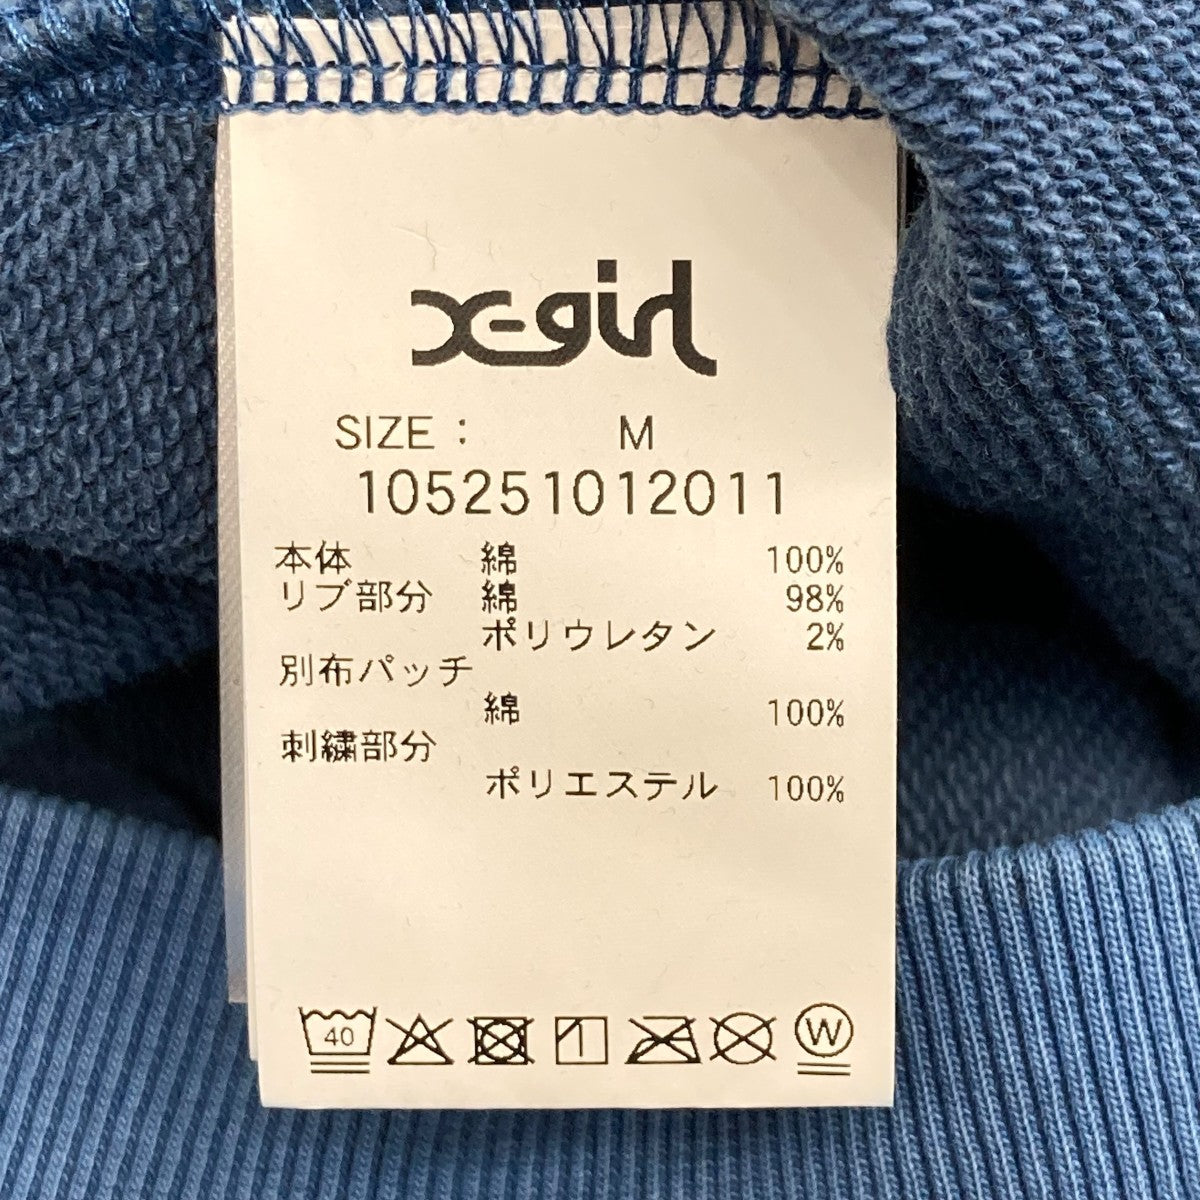 X-girl
SIZE : M
105251012011
本体 綿 100%
リブ部分 綿 98%
ポリウレタン 2%
別布パッチ
綿 100%
刺繍部分
ポリエステル 100%
40 W